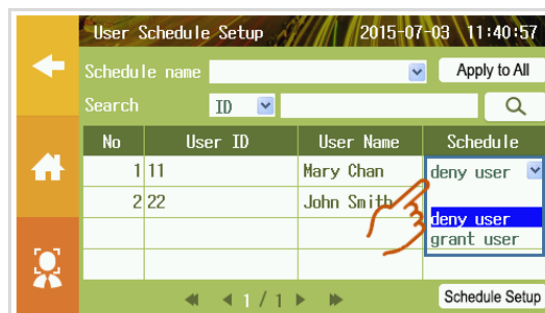 User Schedule Setup 2015-07-03 11:40:57
Schedule name Apply to All
Search ID
No User ID User Name Schedule
1 11 Mary Chan deny user
2 22 John Smith
deny user
grant user
1 / 1 Schedule Setup